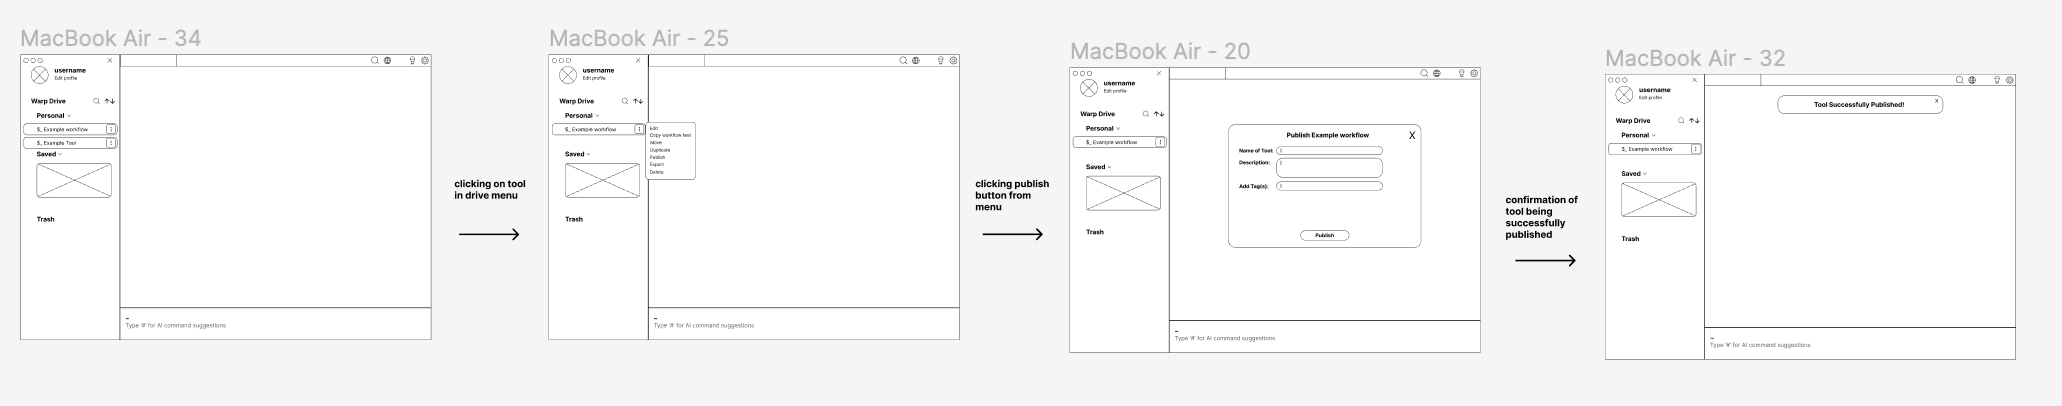 MacBook Air - 34
username
Edit profile
Warp Drive
Personal
$_ Example workflow
$_ Example Tool
Saved
Trash
~
Type '#' for AI command suggestions
clicking on tool
in drive menu
MacBook Air - 25
username
Edit profile
Warp Drive
Personal
$_ Example workflow
Edit
Copy workflow text
Move
Duplicate
Publish
Export
Delete
Saved
Trash
~
Type '#' for AI command suggestions
clicking publish
button from
menu
MacBook Air - 20
username
Edit profile
Warp Drive
Personal
$_ Example workflow
Saved
Trash
Publish Example workflow
X
Name of Tool:
Description:
Add Tag(s):
Publish
~
Type '#' for AI command suggestions
confirmation of
tool being
successfully
published
MacBook Air - 32
username
Edit profile
Warp Drive
Personal
$_ Example workflow
Saved
Trash
Tool Successfully Published!
X
~
Type '#' for AI command suggestions